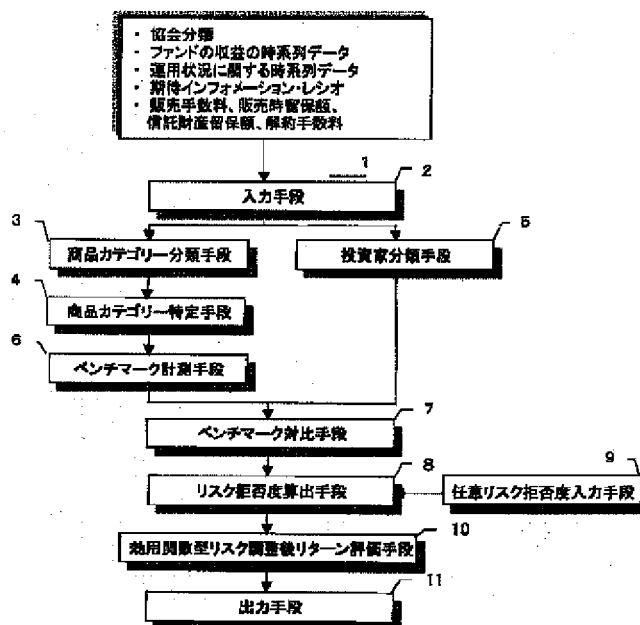 ・ 協会分類
・ ファンドの収益の時系列データ
・ 運用状況に関する時系列データ
・ 期待インフォメーション・レシオ
・ 販売手数料、販売時留保額、
信託財産留保額、解約手数料
1
2
入力手段
3
商品カテゴリー分類手段
5
投資家分類手段
4
商品カテゴリー特定手段
6
ベンチマーク計測手段
7
ベンチマーク対比手段
8
リスク拒否度算出手段
9
任意リスク拒否度入力手段
10
効用関数型リスク調整後リターン評価手段
11
出力手段